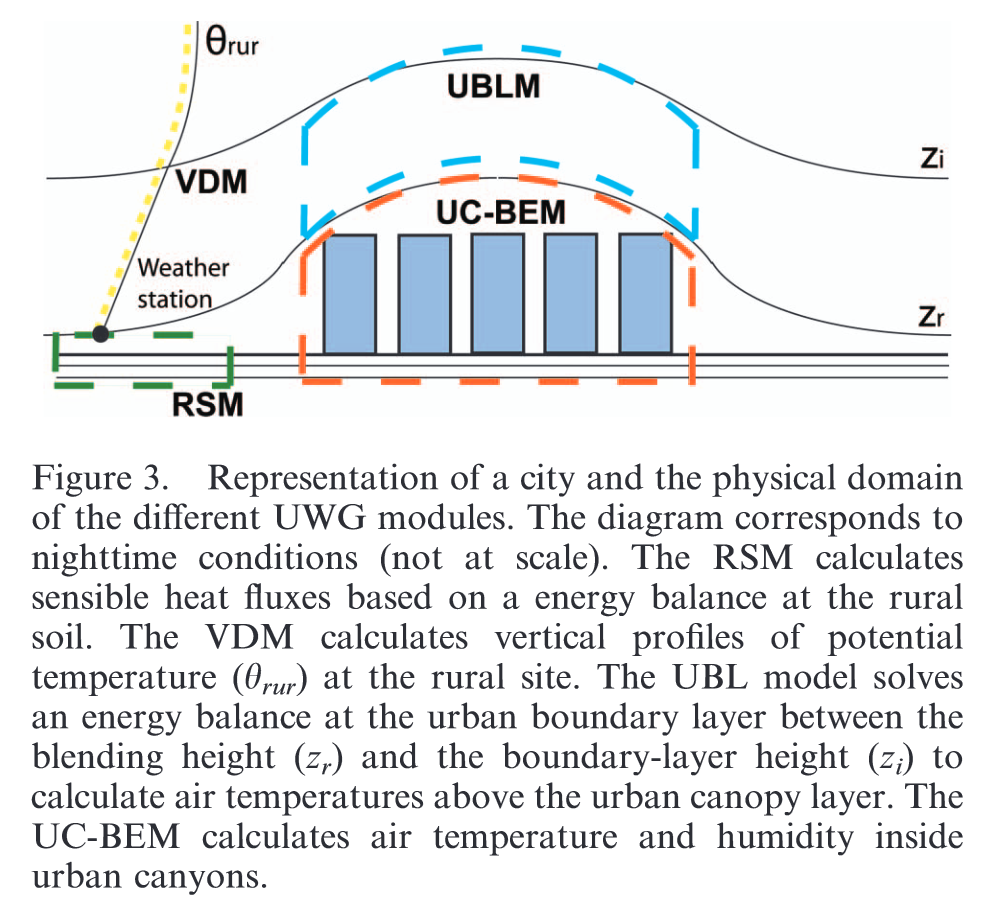 θrur
UBLM
Zi
VDM
UC-BEM
Weather
station
Zr
RSM
Figure 3. Representation of a city and the physical domain
of the different UWG modules. The diagram corresponds to
nighttime conditions (not at scale). The RSM calculates
sensible heat fluxes based on a energy balance at the rural
soil. The VDM calculates vertical profiles of potential
temperature (θrur) at the rural site. The UBL model solves
an energy balance at the urban boundary layer between the
blending height (zr) and the boundary-layer height (zi) to
calculate air temperatures above the urban canopy layer. The
UC-BEM calculates air temperature and humidity inside
urban canyons.